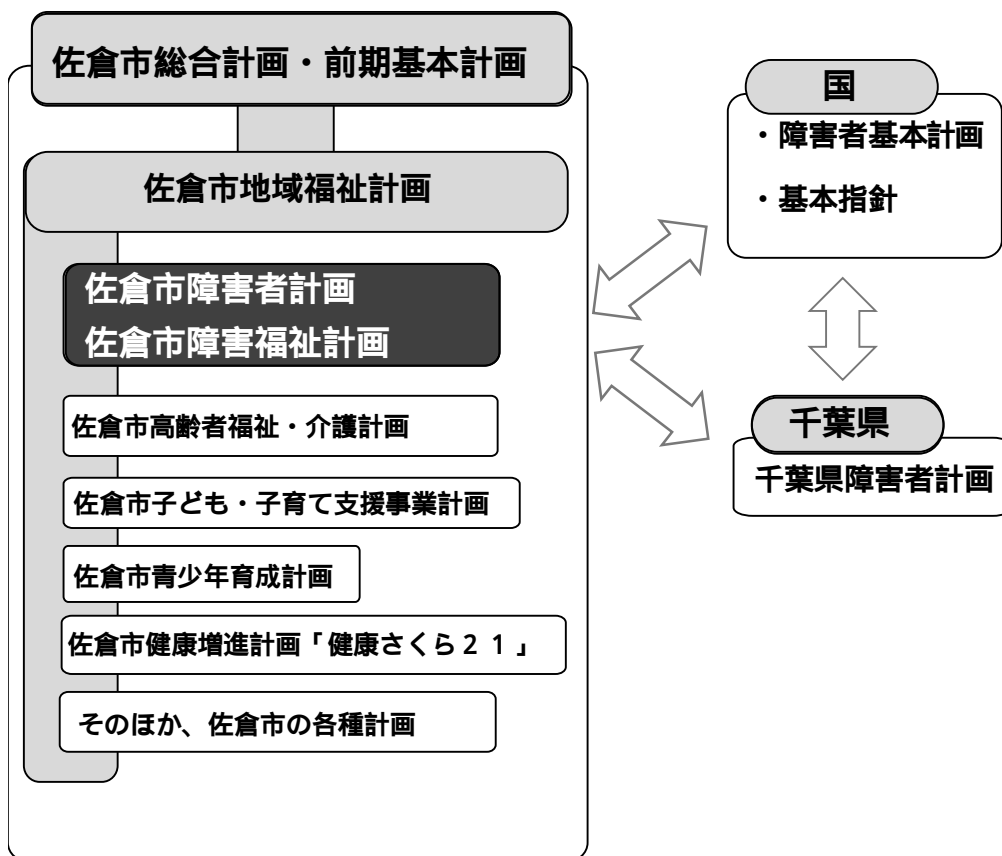 佐倉市総合計画・前期基本計画
佐倉市地域福祉計画
佐倉市障害者計画
佐倉市障害福祉計画
佐倉市高齢者福祉・介護計画
佐倉市子ども・子育て支援事業計画
佐倉市青少年育成計画
佐倉市健康増進計画「健康さくら２１」
そのほか、佐倉市の各種計画
国
・障害者基本計画
・基本指針
千葉県
千葉県障害者計画